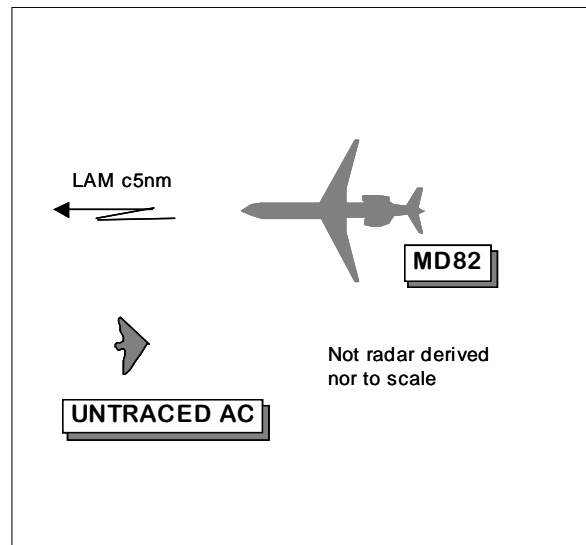 LAM c5nm
MD82
Not radar derived
nor to scale
UNTRACED AC